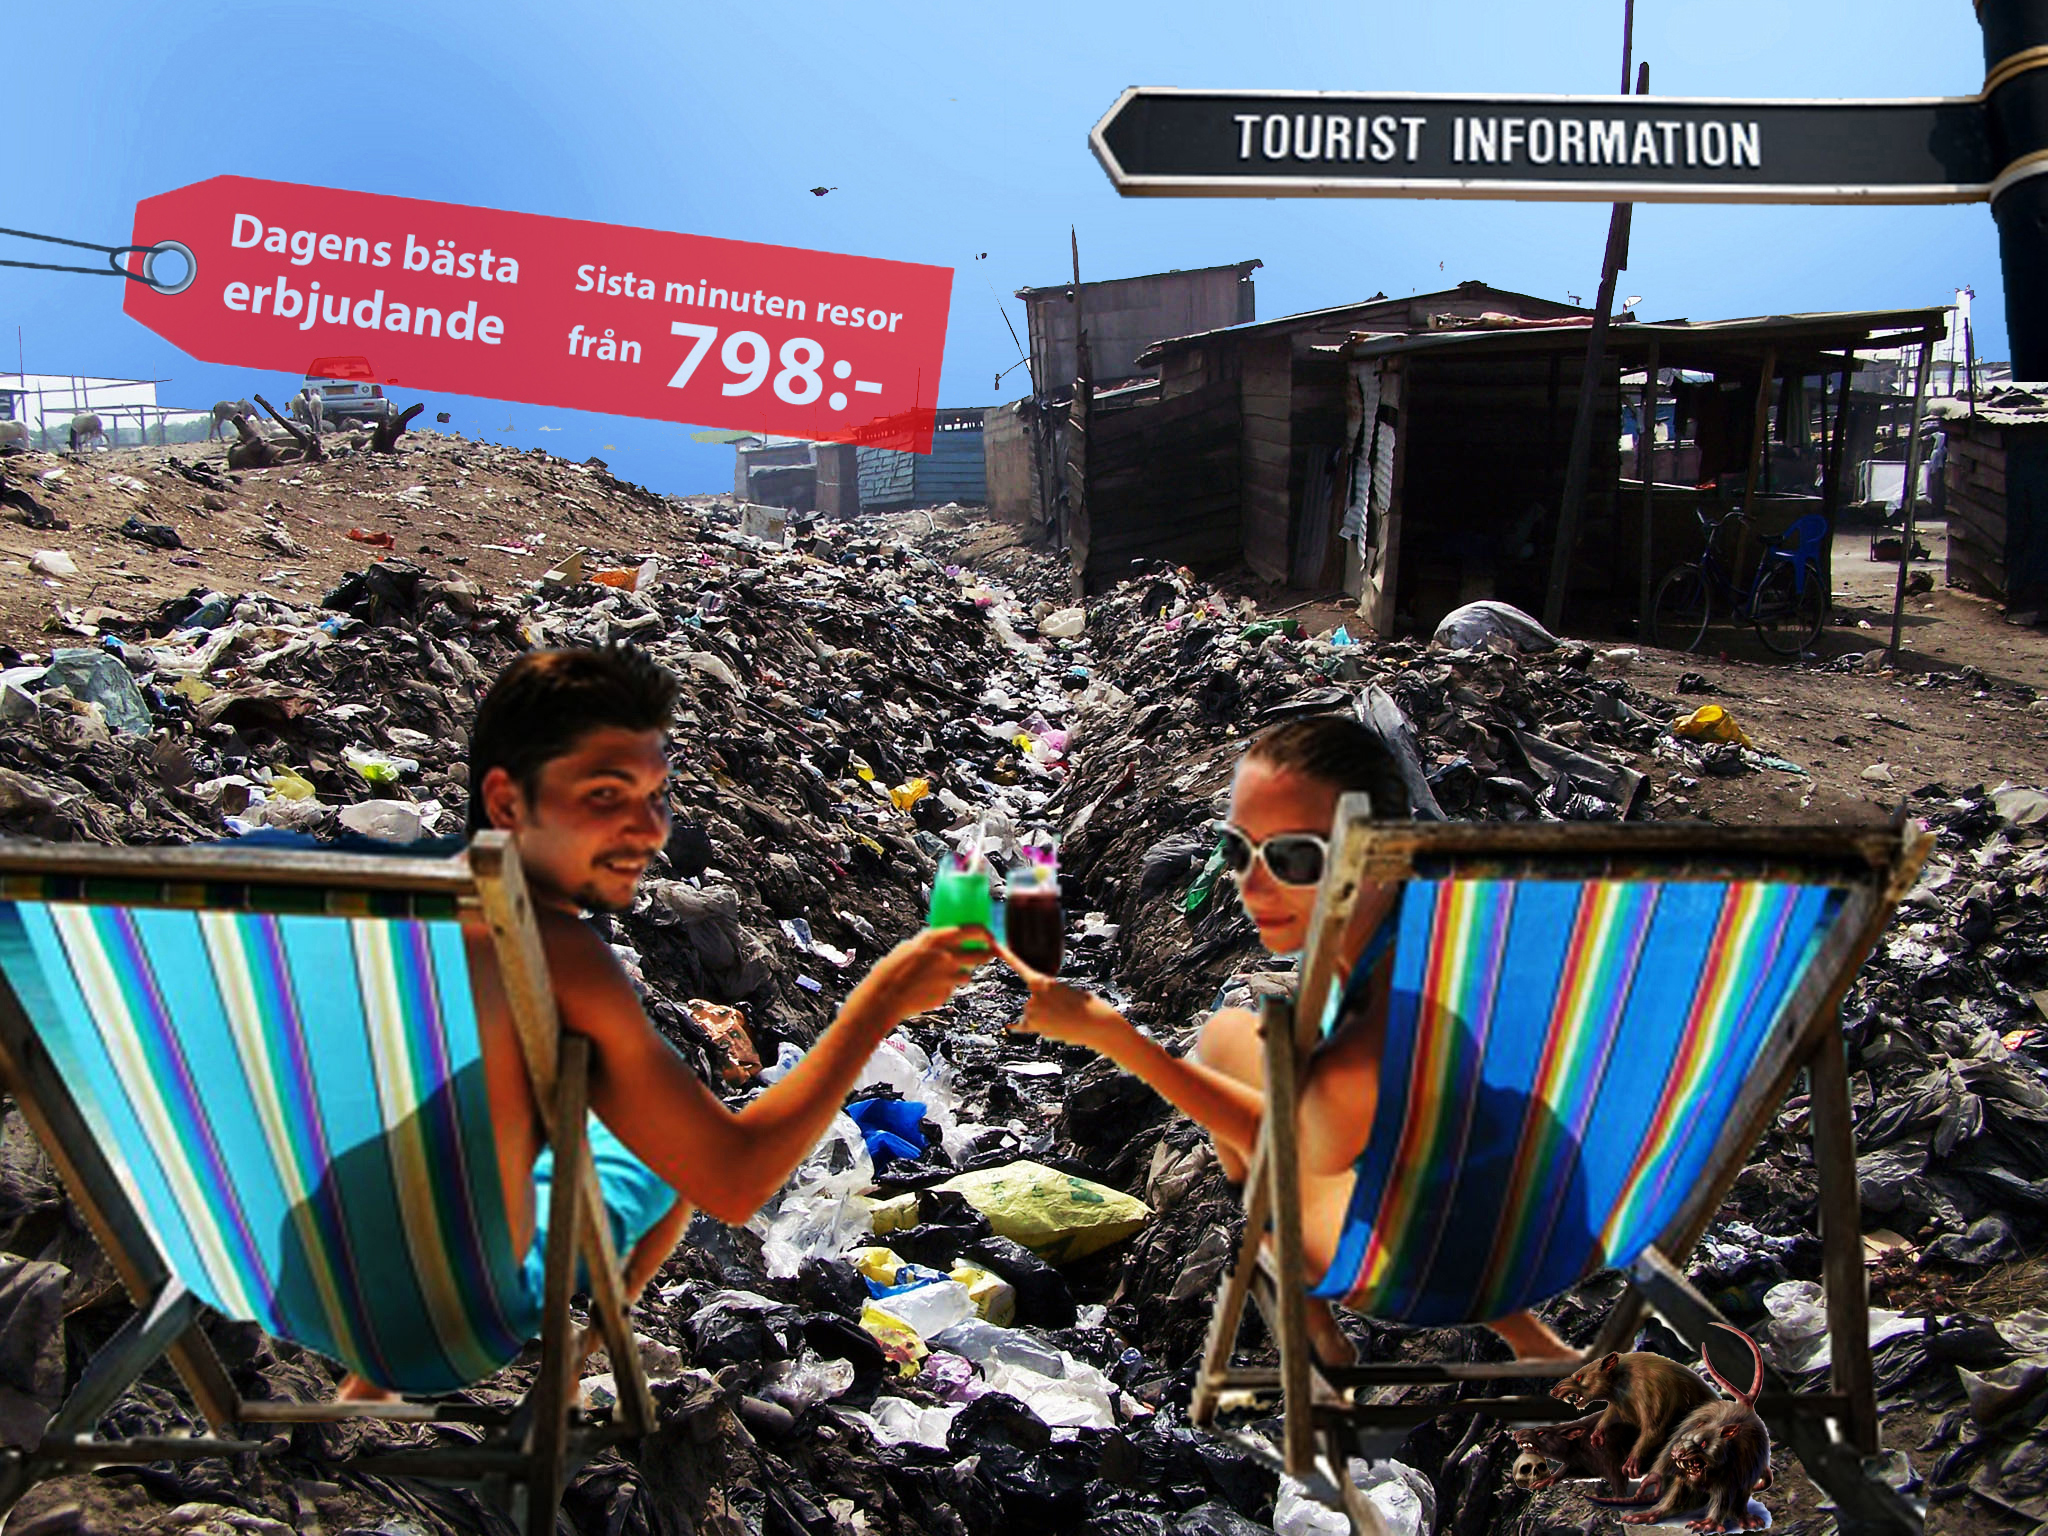 TOURIST INFORMATION
Dagens bästa
erbjudande
Sista minuten resor
från 798:-